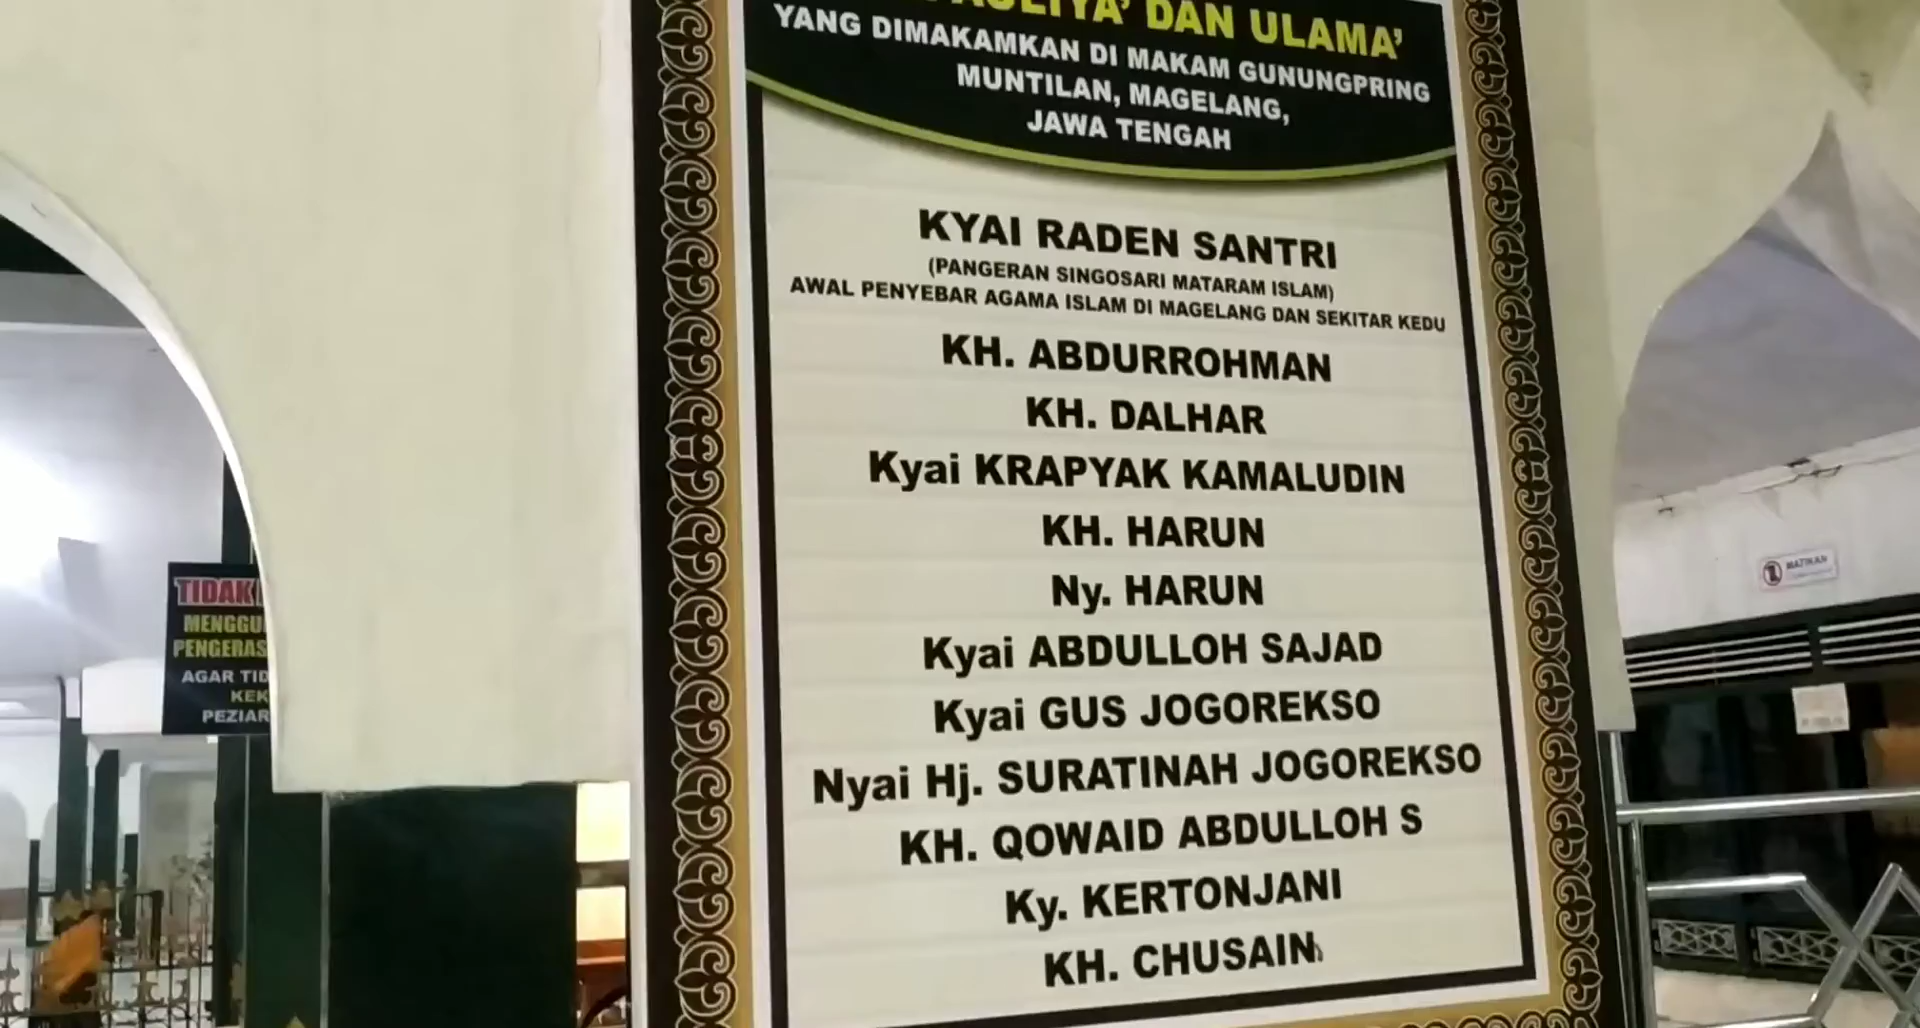 AULIYA' DAN ULAMA'
YANG DIMAKAMKAN DI MAKAM GUNUNGPRING
MUNTILAN, MAGELANG,
JAWA TENGAH
KYAI RADEN SANTRI
(PANGERAN SINGOSARI MATARAM ISLAM)
AWAL PENYEBAR AGAMA ISLAM DI MAGELANG DAN SEKITAR KEDU
KH. ABDURROHMAN
KH. DALHAR
Kyai KRAPYAK KAMALUDIN
KH. HARUN
Ny. HARUN
Kyai ABDULLOH SAJAD
Kyai GUS JOGOREKSO
Nyai Hj. SURATINAH JOGOREKSO
KH. QOWAID ABDULLOH S
Ky. KERTONJANI
KH. CHUSAIN
TIDAK
MENGGU
PENGERAS
AGAR TID
KEK
PEZIAR
MATIKAN